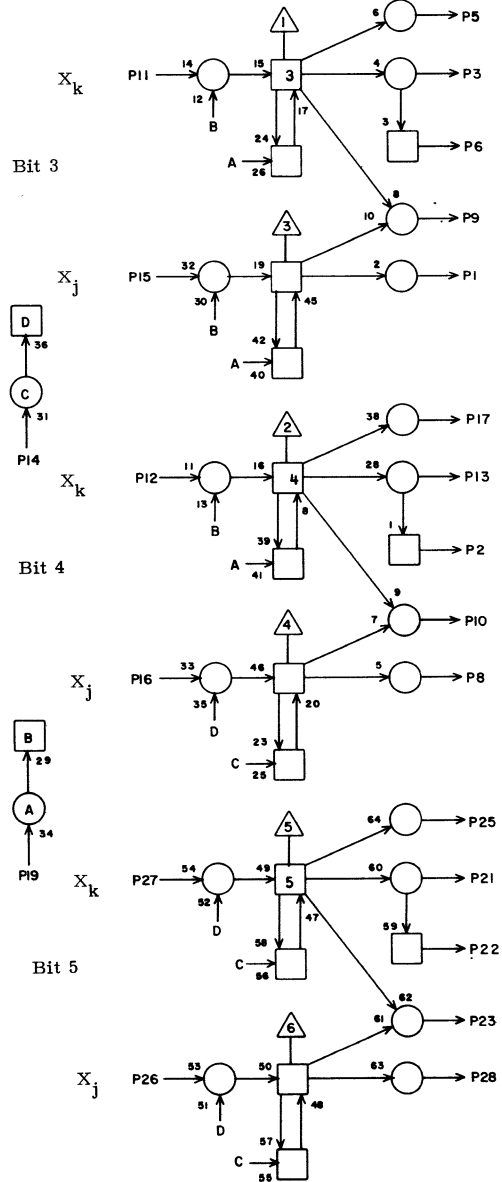 1
6 P5
X_k P11 14 15 3 4 P3
12 17
B 24 3 P6
A 26
Bit 3 8
3 10 P9
X_j P15 32 19 2 P1
30 45
B 42
D A 40
36
C 2 38 P17
31
P14
X_k P12 11 16 4 28 P13
13 8
B 39 1 P2
A 41
Bit 4 9
4 7 P10
X_j P16 33 46 5 P8
35 20
D 23
B C 25
29
A 5 64 P25
34
P19
X_k P27 54 49 5 60 P21
52 47
D 58 59 P22
C 56
Bit 5 62
6 61 P23
X_j P26 53 50 63 P28
51 48
D 57
C 55